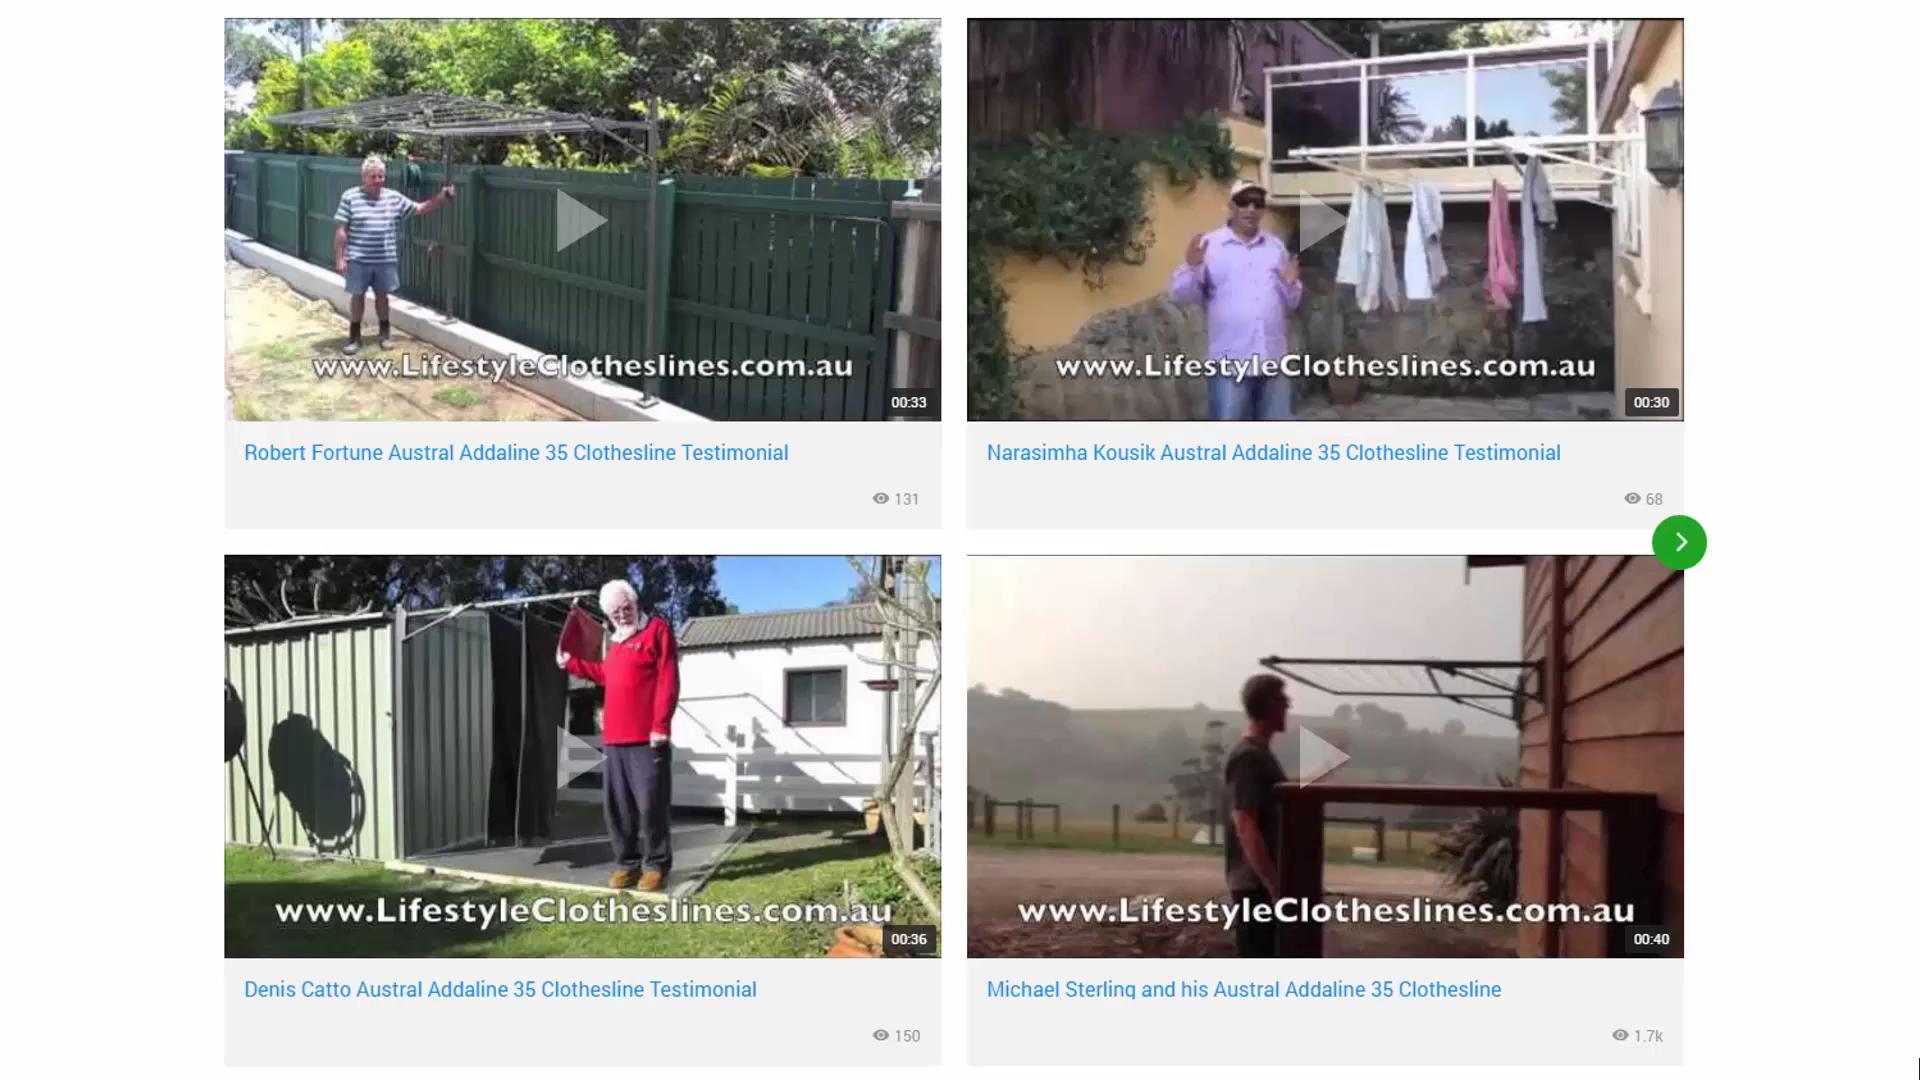 www.LifestyleClotheslines.com.au
00:33
Robert Fortune Austral Addaline 35 Clothesline Testimonial
131
www.LifestyleClotheslines.com.au
00:30
Narasimha Kousik Austral Addaline 35 Clothesline Testimonial
68
www.LifestyleClotheslines.com.au
00:36
Denis Catto Austral Addaline 35 Clothesline Testimonial
150
www.LifestyleClotheslines.com.au
00:40
Michael Sterling and his Austral Addaline 35 Clothesline
1.7k